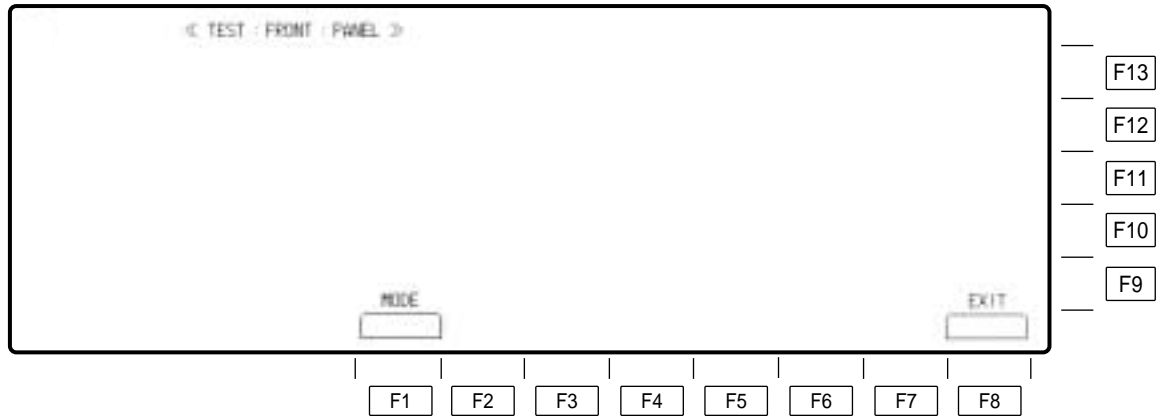 ≪ TEST : FRONT : PANEL ≫
F13
F12
F11
F10
F9
MODE EXIT
F1 F2 F3 F4 F5 F6 F7 F8